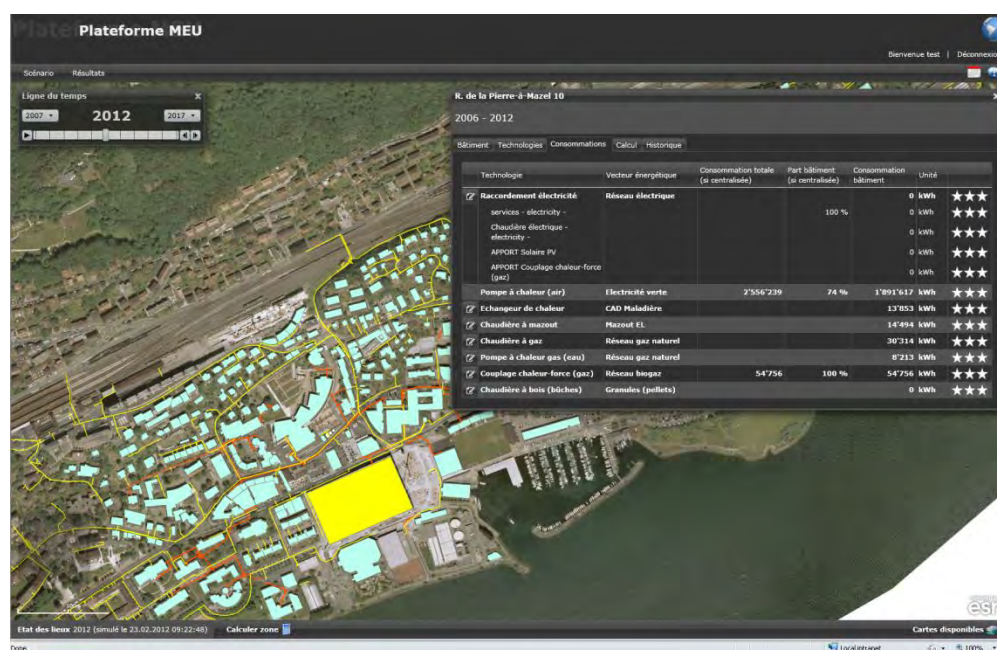 Plateforme MEU
Bienvenue test | Déconnexio
Scénario Résultats
Ligne du temps x
2007 2012 2017
R. de la Pierre-à-Mazel 10
2006 - 2012
Bâtiment Technologies Consommations Calcul Historique
Technologie Vecteur énergétique Consommation totale (si centralisée) Part bâtiment (si centralisée) Consommation bâtiment Unité
Raccordement électricité Réseau électrique 0 kWh
services - electricity - 100 % 0 kWh
Chaudière électrique - electricity - 0 kWh
APPORT Solaire PV 0 kWh
APPORT Couplage chaleur-force (gaz) 0 kWh
Pompe à chaleur (air) Electricité verte 2'556'239 74 % 1'891'617 kWh
Echangeur de chaleur CAD Maladière 13'853 kWh
Chaudière à mazout Mazout EL 14'494 kWh
Chaudière à gaz Réseau gaz naturel 30'314 kWh
Pompe à chaleur gas (eau) Réseau gaz naturel 8'213 kWh
Couplage chaleur-force (gaz) Réseau biogaz 54'756 100 % 54'756 kWh
Chaudière à bois (bûches) Granules (pellets) 0 kWh
esri
Etat des lieux 2012 (simulé le 23.02.2012 09:22:48) Calculer zone Cartes disponibles
Done Local intranet 100%